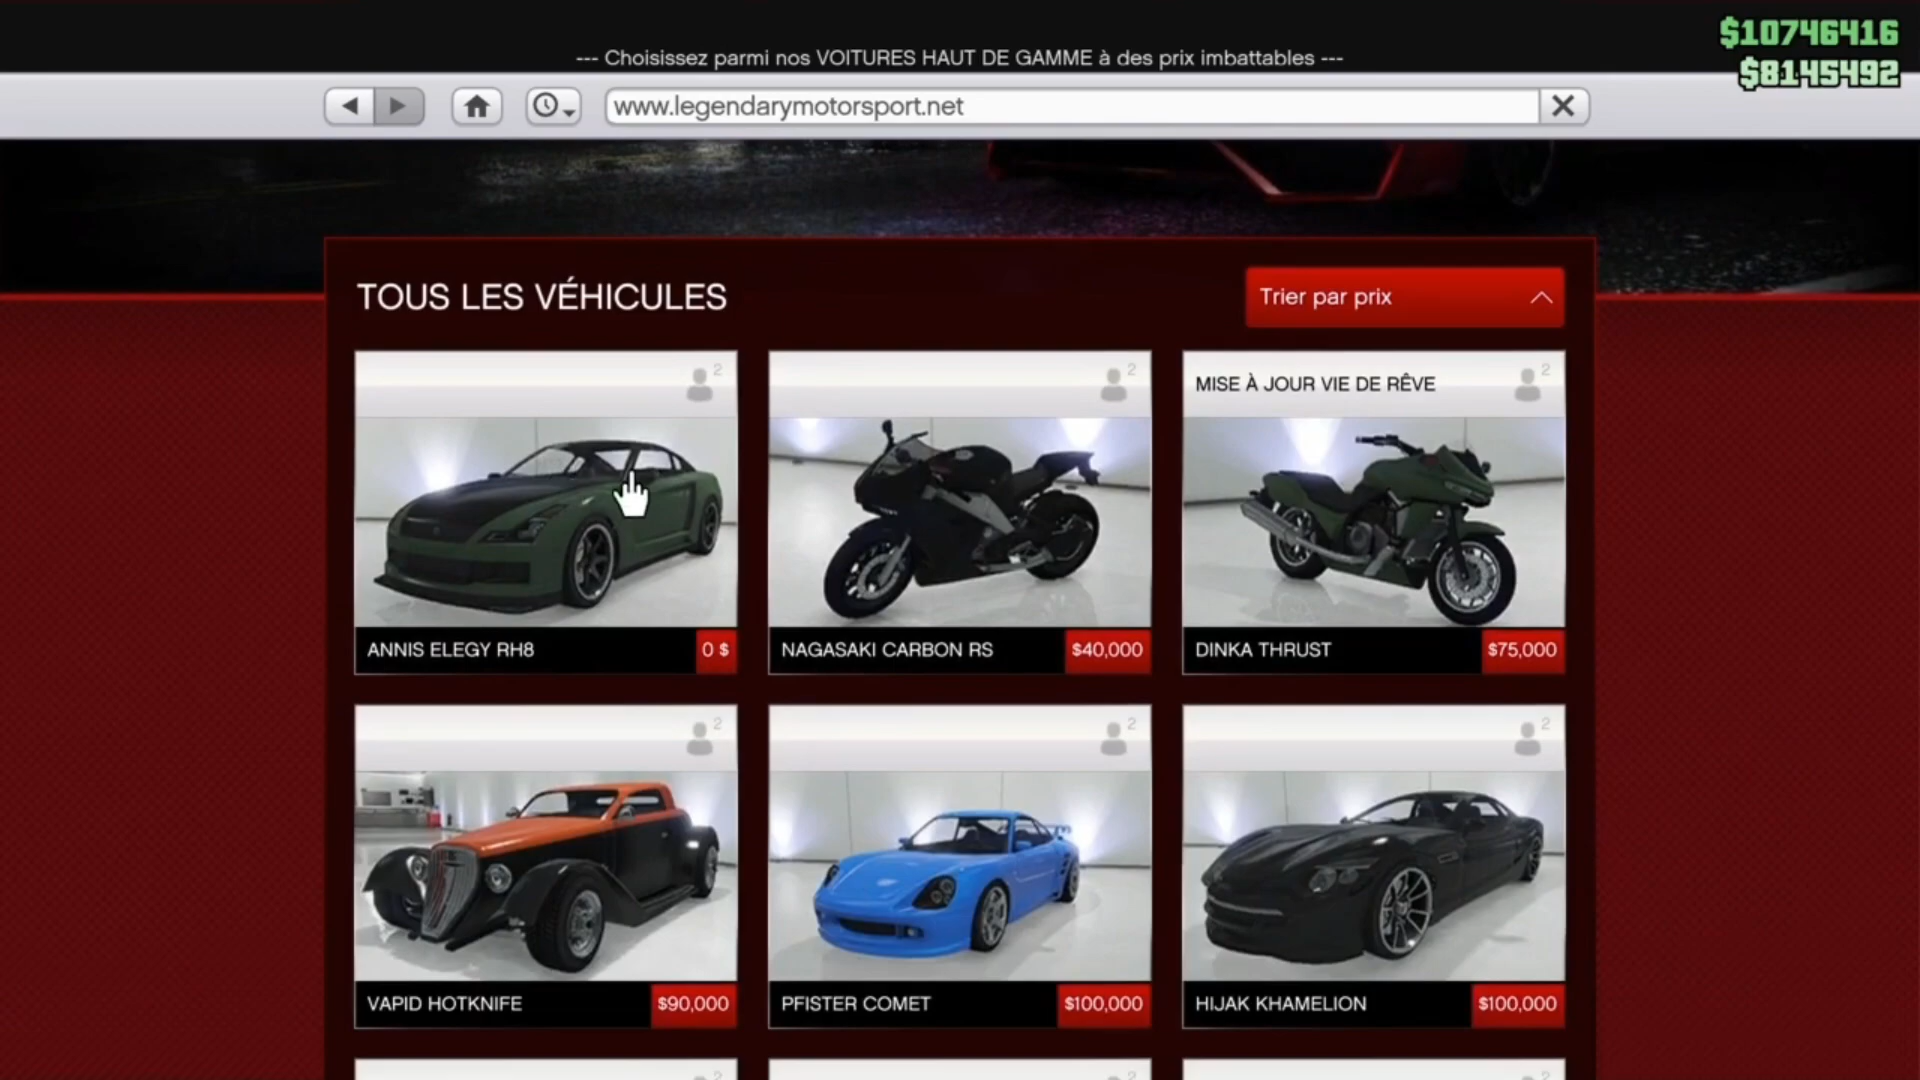 $10746416
--- Choisissez parmi nos VOITURES HAUT DE GAMME à des prix imbattables ---
$8145492
www.legendarymotorsport.net
TOUS LES VÉHICULES
Trier par prix
2
2
MISE À JOUR VIE DE RÊVE
2
ANNIS ELEGY RH8
0 $
NAGASAKI CARBON RS
$40,000
DINKA THRUST
$75,000
2
2
2
VAPID HOTKNIFE
$90,000
PFISTER COMET
$100,000
HIJAK KHAMELION
$100,000
2
2
2